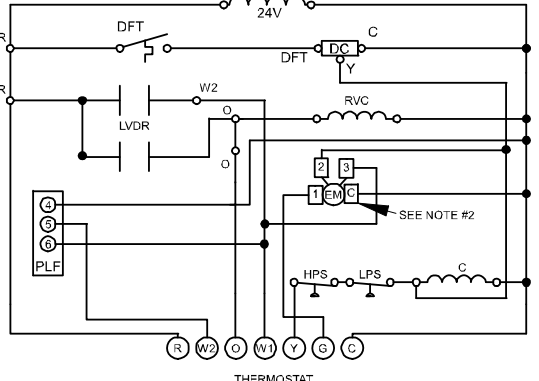 24V
DFT
C
R
DFT
DC
Y
R
W2
RVC
LVDR
O
O
2
3
1
EM
C
SEE NOTE #2
4
5
6
PLF
HPS
LPS
C
R
W2
O
W1
Y
G
C
THERMOSTAT